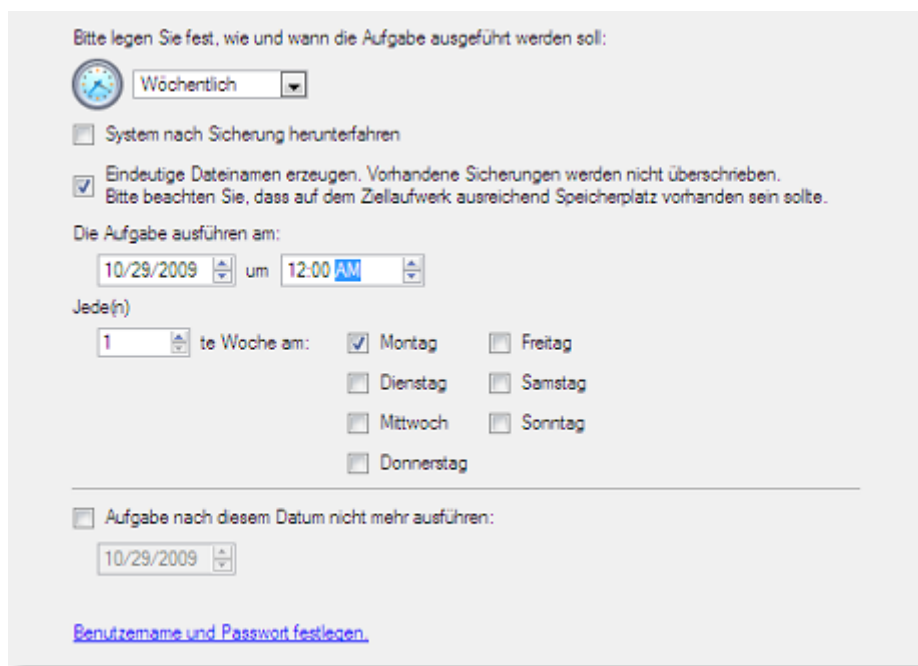 Bitte legen Sie fest, wie und wann die Aufgabe ausgeführt werden soll:
Wöchentlich
System nach Sicherung herunterfahren
Eindeutige Dateinamen erzeugen. Vorhandene Sicherungen werden nicht überschrieben.
Bitte beachten Sie, dass auf dem Ziellaufwerk ausreichend Speicherplatz vorhanden sein sollte.
Die Aufgabe ausführen am:
10/29/2009 um 12:00 AM
Jede(n)
1 te Woche am: Montag Freitag
Dienstag Samstag
Mittwoch Sonntag
Donnerstag
Aufgabe nach diesem Datum nicht mehr ausführen:
10/29/2009
Benutzername und Passwort festlegen.